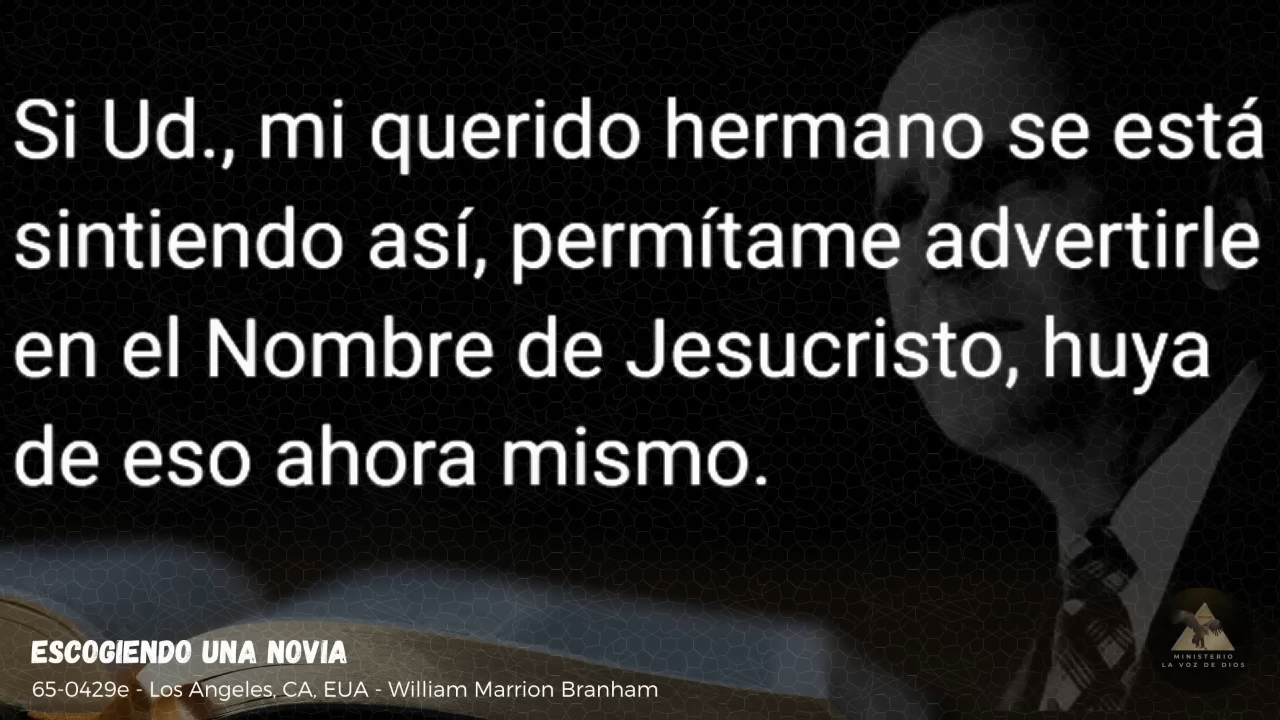 Si Ud., mi querido hermano se está
sintiendo así, permítame advertirle
en el Nombre de Jesucristo, huya
de eso ahora mismo.
ESCOGIENDO UNA NOVIA
65-0429e - Los Angeles, CA, EUA - William Marrion Branham
MINISTERIO
LA VOZ DE DIOS